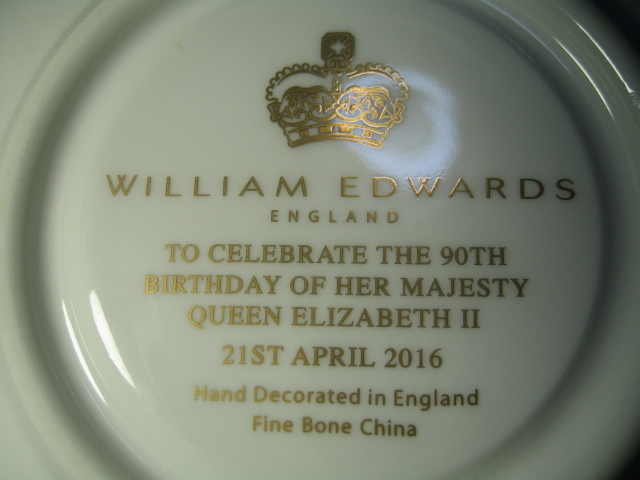 WILLIAM EDWARDS
ENGLAND
TO CELEBRATE THE 90TH
BIRTHDAY OF HER MAJESTY
QUEEN ELIZABETH II
21ST APRIL 2016
Hand Decorated in England
Fine Bone China